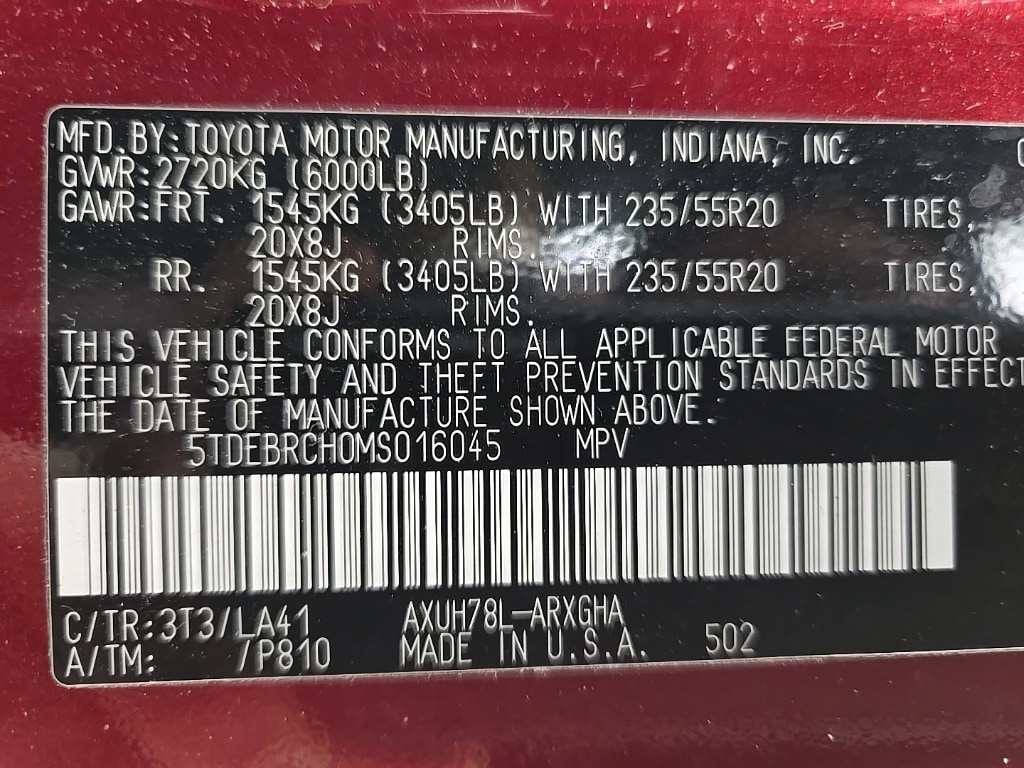 MFD. BY:TOYOTA MOTOR MANUFACTURING, INDIANA, INC.
GVWR:2720KG (6000LB)
GAWR:FRT. 1545KG (3405LB) WITH 235/55R20 TIRES,
20X8J RIMS.
RR. 1545KG (3405LB) WITH 235/55R20 TIRES,
20X8J RIMS.
THIS VEHICLE CONFORMS TO ALL APPLICABLE FEDERAL MOTOR
VEHICLE SAFETY AND THEFT PREVENTION STANDARDS IN EFFECT
THE DATE OF MANUFACTURE SHOWN ABOVE.
5TDEBRCH0MS016045 MPV
C/TR:3T3/LA41 AXUH78L-ARXGHA
A/TM: /P810 MADE IN U.S.A. 502